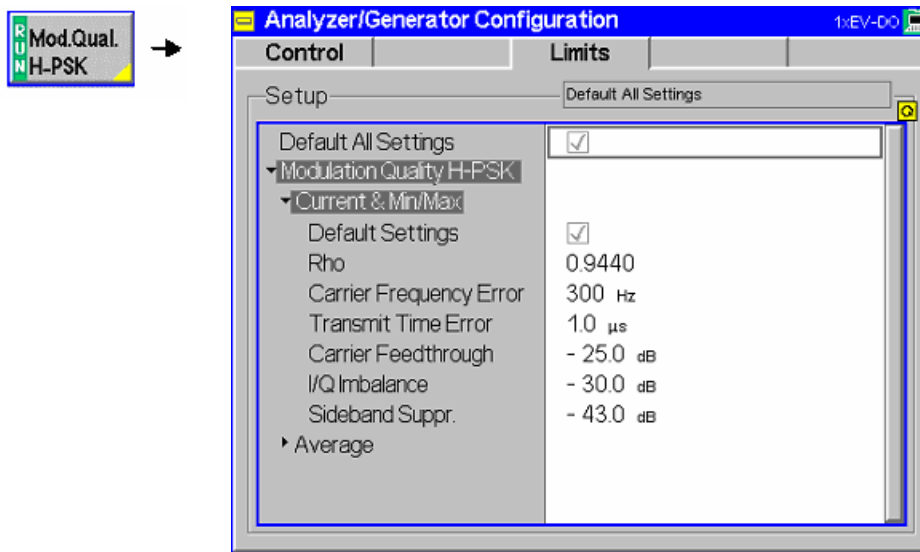 RUN
Mod.Qual.
H-PSK
Analyzer/Generator Configuration 1xEV-DO
Control Limits
Setup Default All Settings
Default All Settings
Modulation Quality H-PSK
Current & Min/Max
Default Settings
Rho 0.9440
Carrier Frequency Error 300 Hz
Transmit Time Error 1.0 µs
Carrier Feedthrough - 25.0 dB
I/Q Imbalance - 30.0 dB
Sideband Suppr. - 43.0 dB
Average